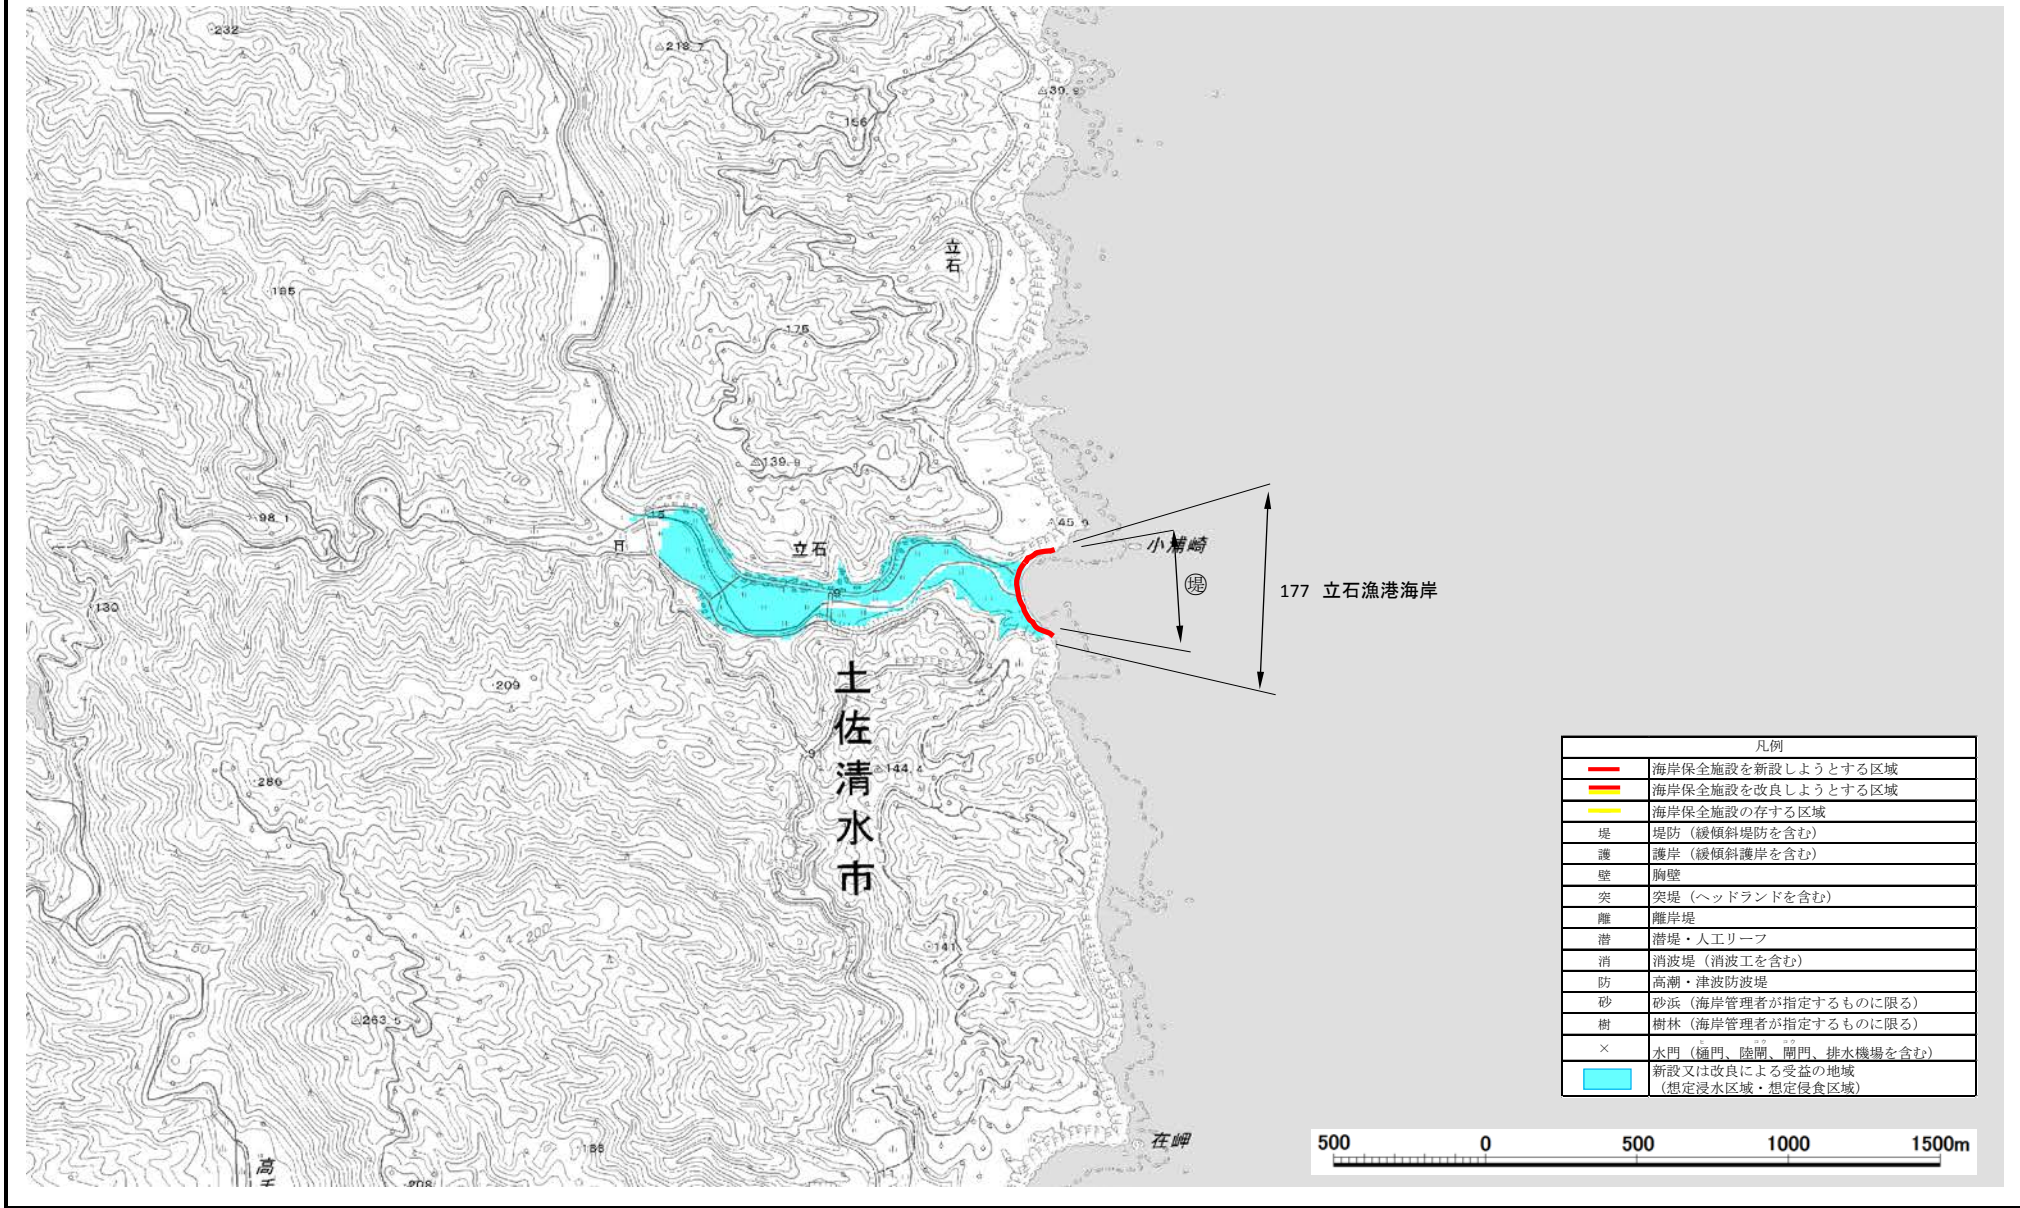 232
218.7
39.9
156
100
立石
195
175
139.9
98.1
15
45.9
小浦崎
立石
堤
177 立石漁港海岸
9
130
土佐清水市
209
9
144.4
50
286
200
50
141
263.5
188
11
208
高
在岬
凡例
海岸保全施設を新設しようとする区域
海岸保全施設を改良しようとする区域
海岸保全施設の存する区域
堤 堤防（緩傾斜堤防を含む）
護 護岸（緩傾斜護岸を含む）
壁 胸壁
突 突堤（ヘッドランドを含む）
離 離岸堤
潜 潜堤・人工リーフ
消 消波堤（消波工を含む）
防 高潮・津波防波堤
砂 砂浜（海岸管理者が指定するものに限る）
樹 樹林（海岸管理者が指定するものに限る）
× 水門（樋門、陸閘、閘門、排水機場を含む）
新設又は改良による受益の地域
（想定浸水区域・想定侵食区域）
500 0 500 1000 1500m